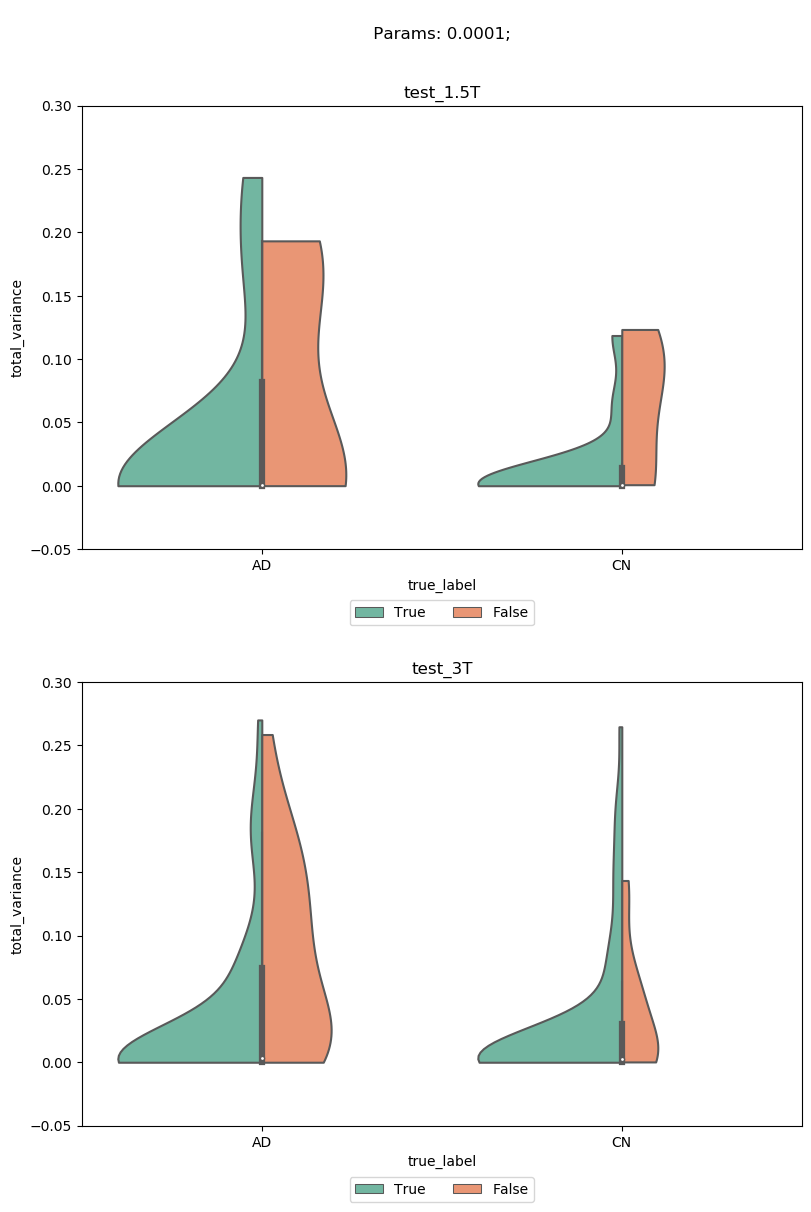 Params: 0.0001;
test_1.5T
0.30
0.25
0.20
0.15
0.10
0.05
0.00
−0.05
total_variance
AD CN
true_label
True False
test_3T
0.30
0.25
0.20
0.15
0.10
0.05
0.00
−0.05
total_variance
AD CN
true_label
True False